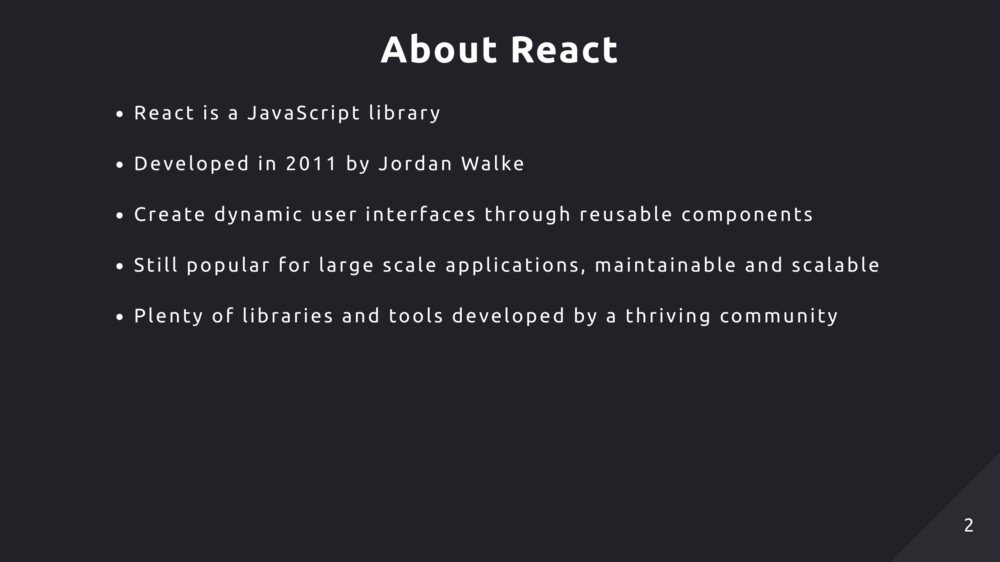 About React
• React is a JavaScript library
• Developed in 2011 by Jordan Walke
• Create dynamic user interfaces through reusable components
• Still popular for large scale applications, maintainable and scalable
• Plenty of libraries and tools developed by a thriving community
2